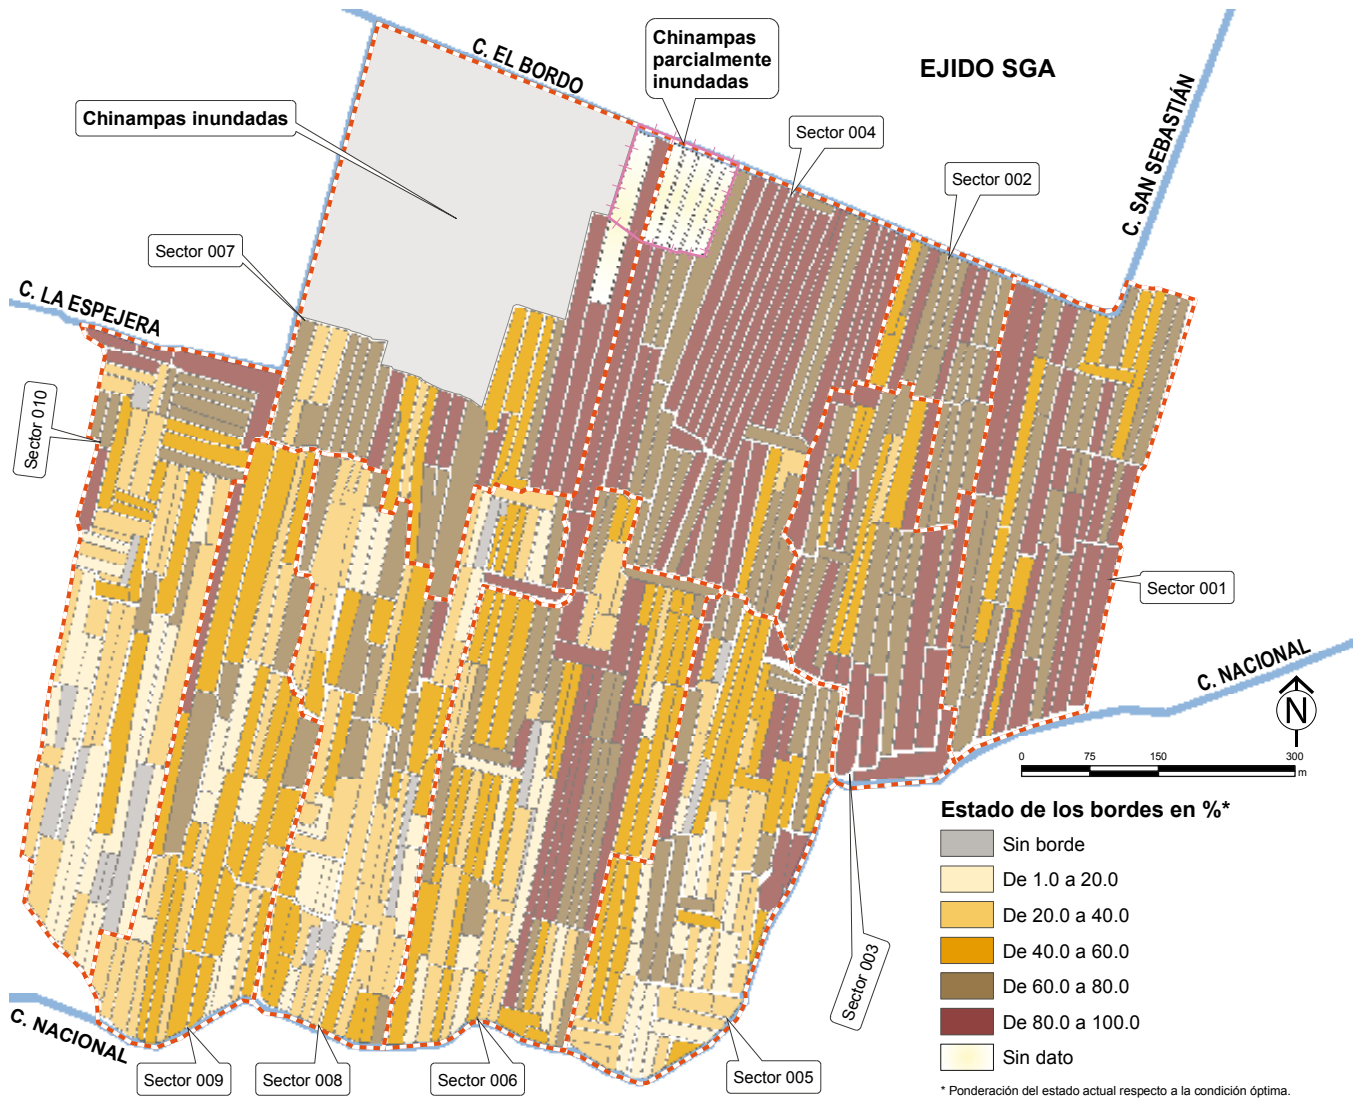 C. EL BORDO
Chinampas
parcialmente
inundadas
EJIDO SGA
C. SAN SEBASTIÁN
Chinampas inundadas
Sector 004
Sector 002
Sector 007
C. LA ESPEJERA
Sector 010
Sector 001
C. NACIONAL
N
0 75 150 300
m
Estado de los bordes en %*
Sin borde
De 1.0 a 20.0
De 20.0 a 40.0
De 40.0 a 60.0
De 60.0 a 80.0
De 80.0 a 100.0
Sin dato
* Ponderación del estado actual respecto a la condición óptima.
Sector 003
C. NACIONAL
Sector 009
Sector 008
Sector 006
Sector 005